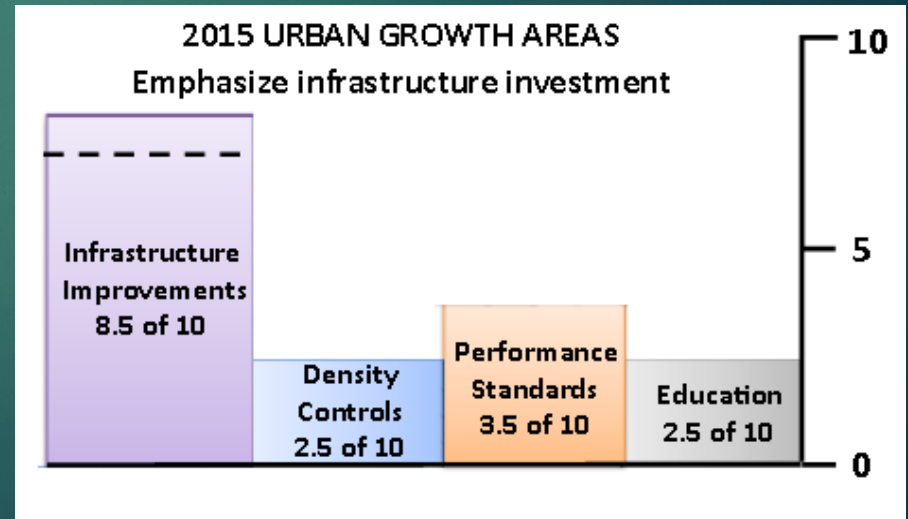 2015 URBAN GROWTH AREAS
Emphasize infrastructure investment
10
5
0
Infrastructure
Improvements
8.5 of 10
Density
Controls
2.5 of 10
Performance
Standards
3.5 of 10
Education
2.5 of 10